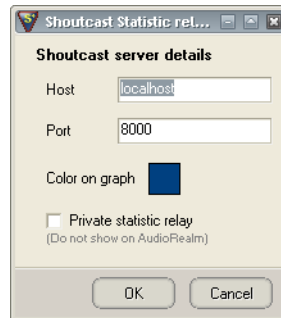 Shoutcast Statistic rel...
Shoutcast server details
Host localhost
Port 8000
Color on graph
Private statistic relay
(Do not show on AudioRealm)
OK Cancel